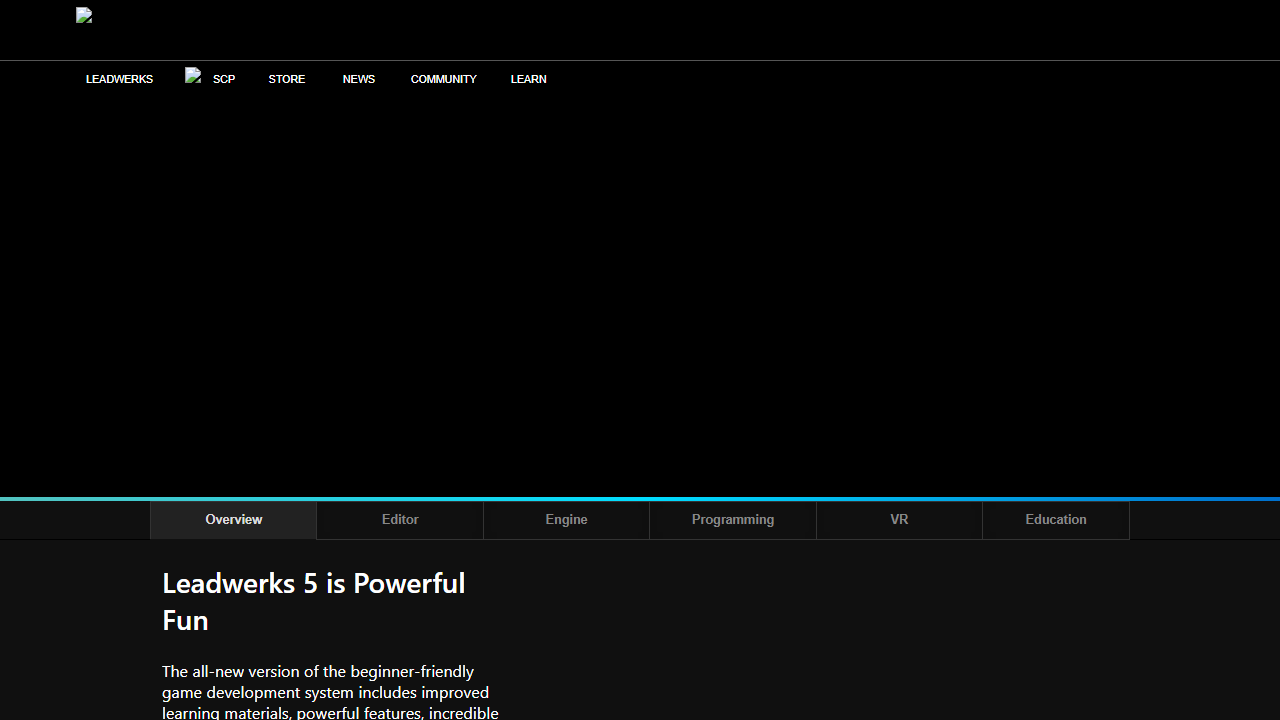 LEADWERKS SCP STORE NEWS COMMUNITY LEARN
Overview Editor Engine Programming VR Education
Leadwerks 5 is Powerful
Fun
The all-new version of the beginner-friendly
game development system includes improved
learning materials, powerful features, incredible